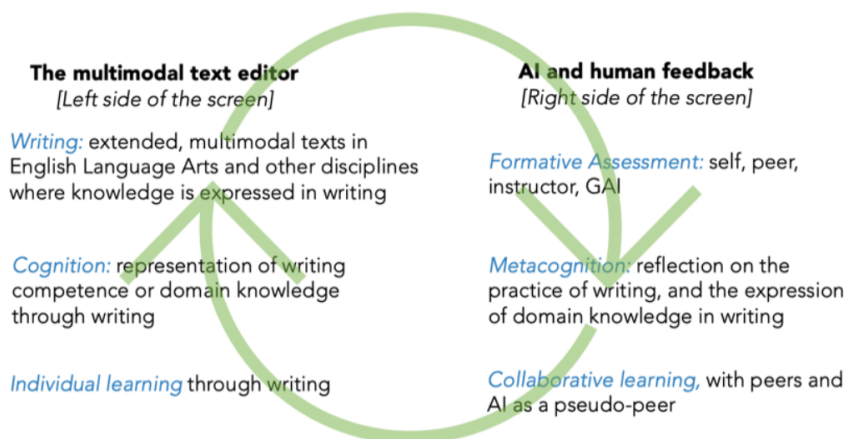 The multimodal text editor
[Left side of the screen]
Writing: extended, multimodal texts in
English Language Arts and other disciplines
where knowledge is expressed in writing
Cognition: representation of writing
competence or domain knowledge
through writing
Individual learning through writing
AI and human feedback
[Right side of the screen]
Formative Assessment: self, peer,
instructor, GAI
Metacognition: reflection on the
practice of writing, and the expression
of domain knowledge in writing
Collaborative learning, with peers and
AI as a pseudo-peer